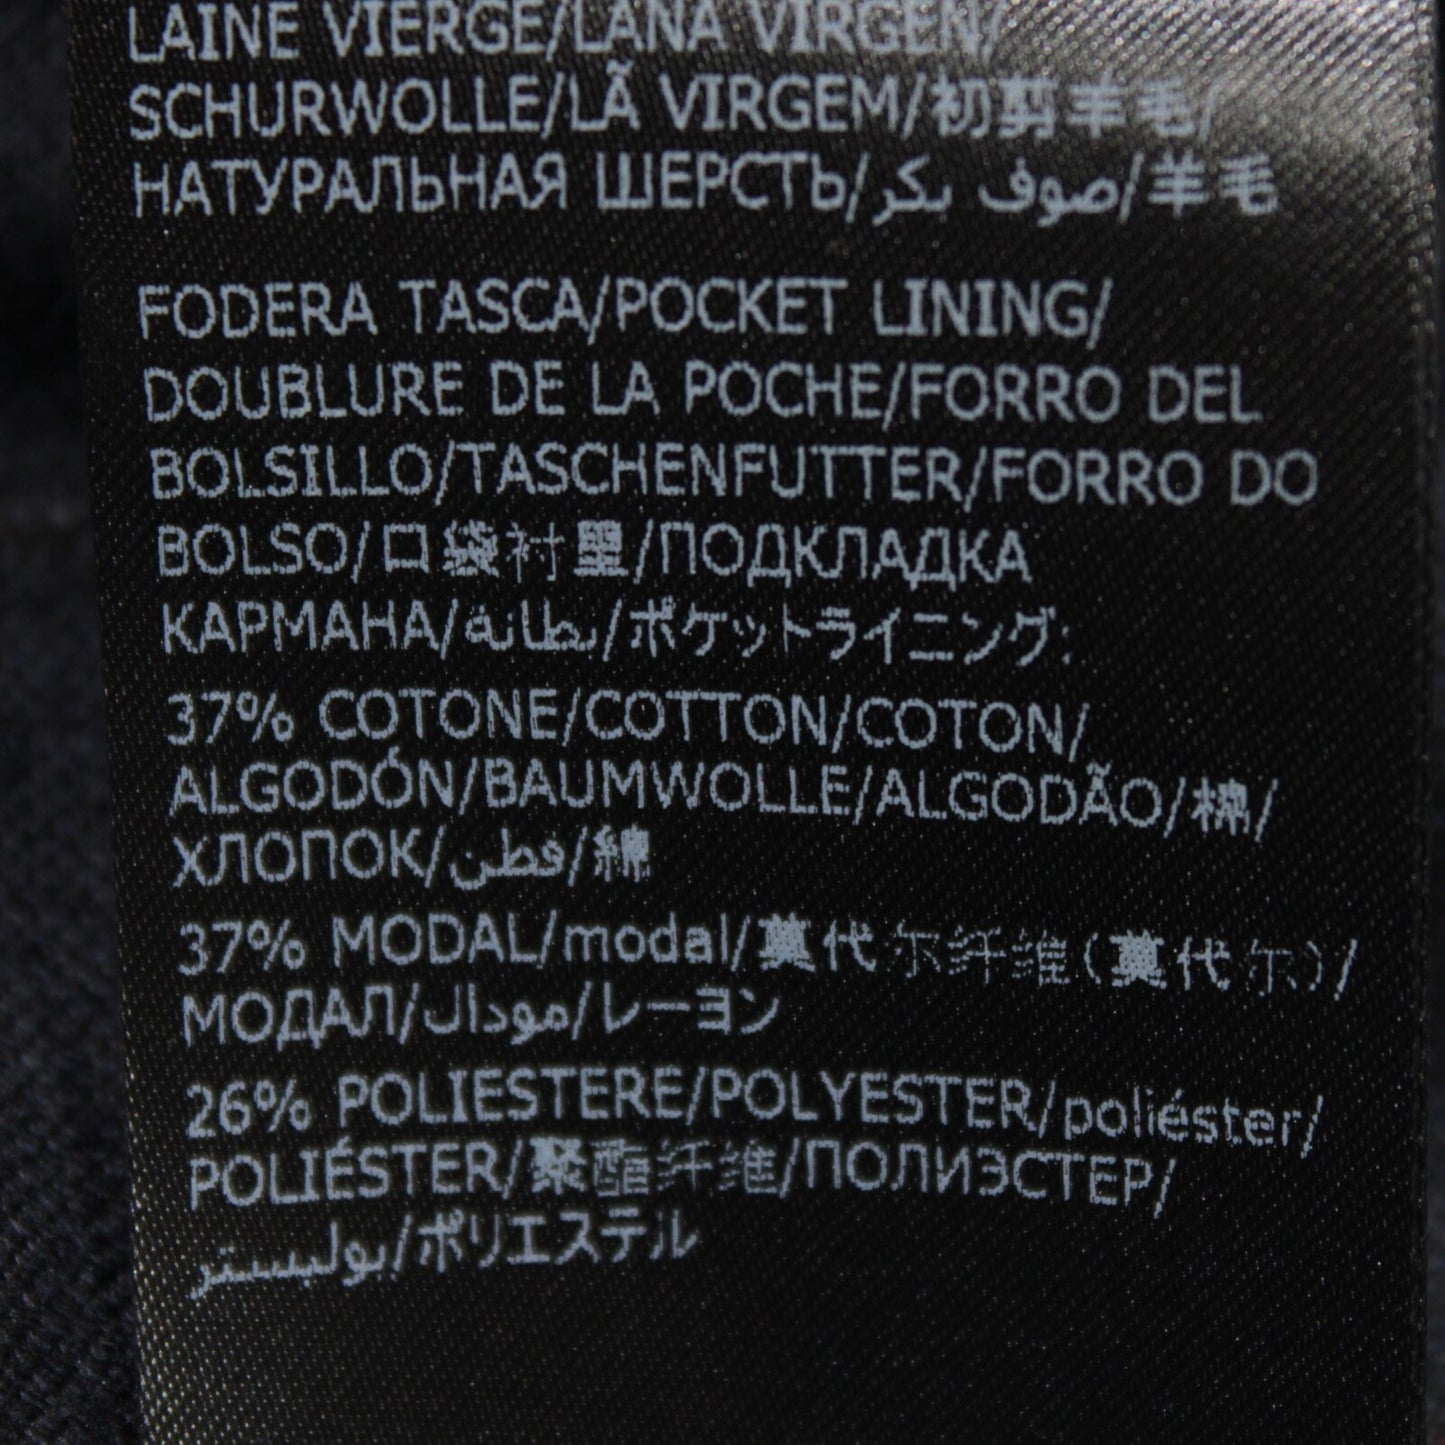 LAINE VIERGE/LANA VIRGEN/
SCHURWOLLE/LÃ VIRGEM/初剪羊毛/
НАТУРАЛЬНАЯ ШЕРСТЬ/صوف بكر/羊毛
FODERA TASCA/POCKET LINING/
DOUBLURE DE LA POCHE/FORRO DEL
BOLSILLO/TASCHENFUTTER/FORRO DO
BOLSO/口袋衬里/ПОДКЛАДКА
КАРМАНА/بطانة/ポケットライニング:
37% COTONE/COTTON/COTON/
ALGODÓN/BAUMWOLLE/ALGODÃO/棉/
ХЛОПОК/قطن/綿
37% MODAL/modal/莫代尔纤维(莫代尔)/
МОДАЛ/مودال/レーヨン
26% POLIESTERE/POLYESTER/poliéster/
POLIÉSTER/聚酯纤维/ПОЛИЭСТЕР/
بوليستر/ポリエステル